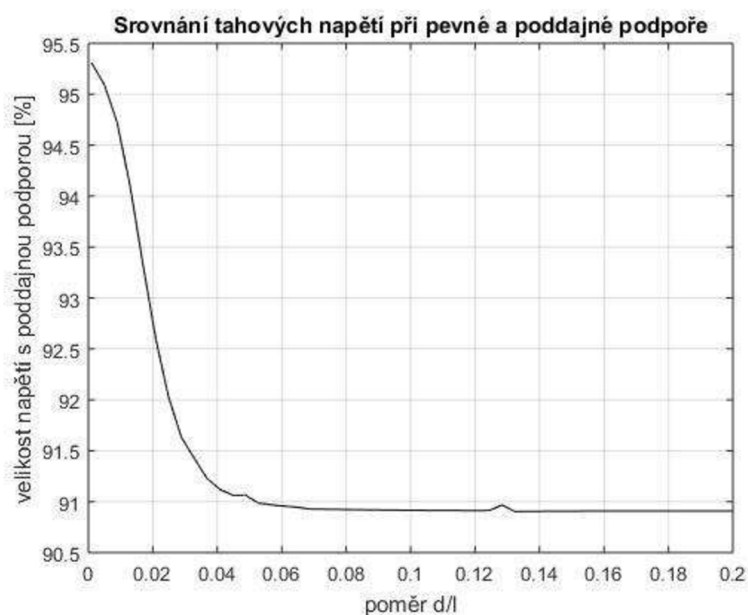 Srovnání tahových napětí při pevné a poddajné podpoře
velikost napětí s poddajnou podporou [%]
95.5
95
94.5
94
93.5
93
92.5
92
91.5
91
90.5
0 0.02 0.04 0.06 0.08 0.1 0.12 0.14 0.16 0.18 0.2
poměr d/l